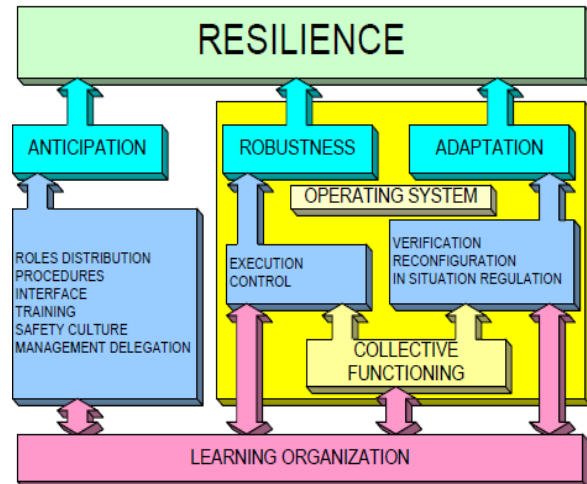 RESILIENCE
ANTICIPATION
ROBUSTNESS
ADAPTATION
OPERATING SYSTEM
ROLES DISTRIBUTION
PROCEDURES
INTERFACE
TRAINING
SAFETY CULTURE
MANAGEMENT DELEGATION
EXECUTION
CONTROL
VERIFICATION
RECONFIGURATION
IN SITUATION REGULATION
COLLECTIVE
FUNCTIONING
LEARNING ORGANIZATION